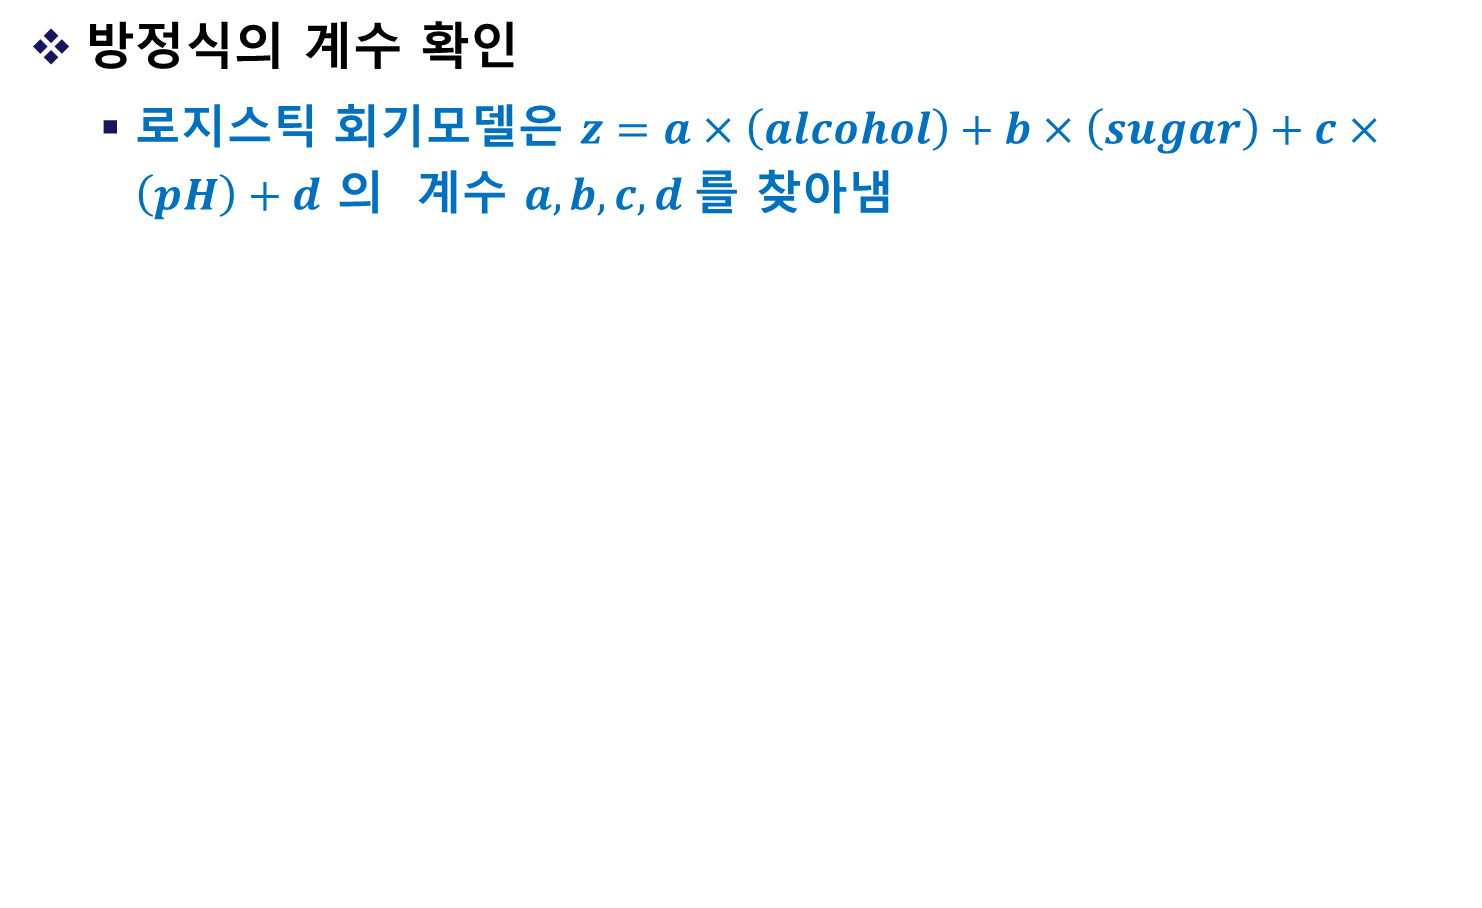 ❖ 방정식의 계수 확인
▪ 로지스틱 회기모델은 z = a × (alcohol) + b × (sugar) + c ×
(pH) + d 의 계수 a, b, c, d 를 찾아냄